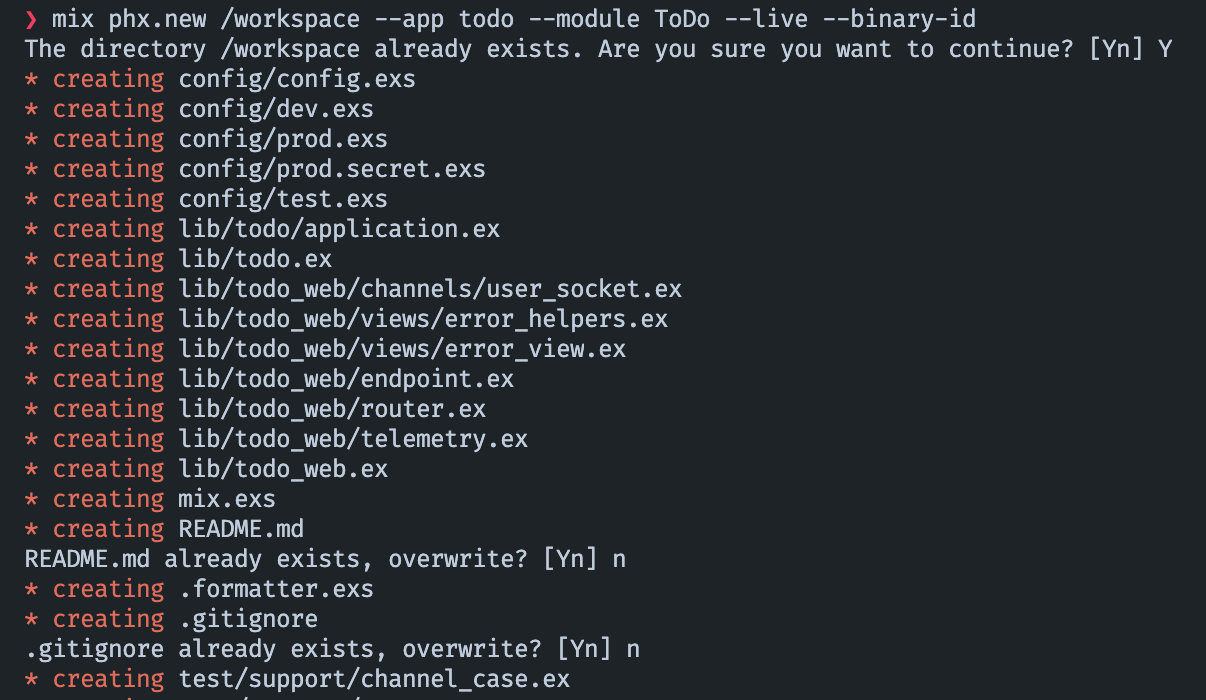 ❯ mix phx.new /workspace --app todo --module ToDo --live --binary-id
The directory /workspace already exists. Are you sure you want to continue? [Yn] Y
* creating config/config.exs
* creating config/dev.exs
* creating config/prod.exs
* creating config/prod.secret.exs
* creating config/test.exs
* creating lib/todo/application.ex
* creating lib/todo.ex
* creating lib/todo_web/channels/user_socket.ex
* creating lib/todo_web/views/error_helpers.ex
* creating lib/todo_web/views/error_view.ex
* creating lib/todo_web/endpoint.ex
* creating lib/todo_web/router.ex
* creating lib/todo_web/telemetry.ex
* creating lib/todo_web.ex
* creating mix.exs
* creating README.md
README.md already exists, overwrite? [Yn] n
* creating .formatter.exs
* creating .gitignore
.gitignore already exists, overwrite? [Yn] n
* creating test/support/channel_case.ex